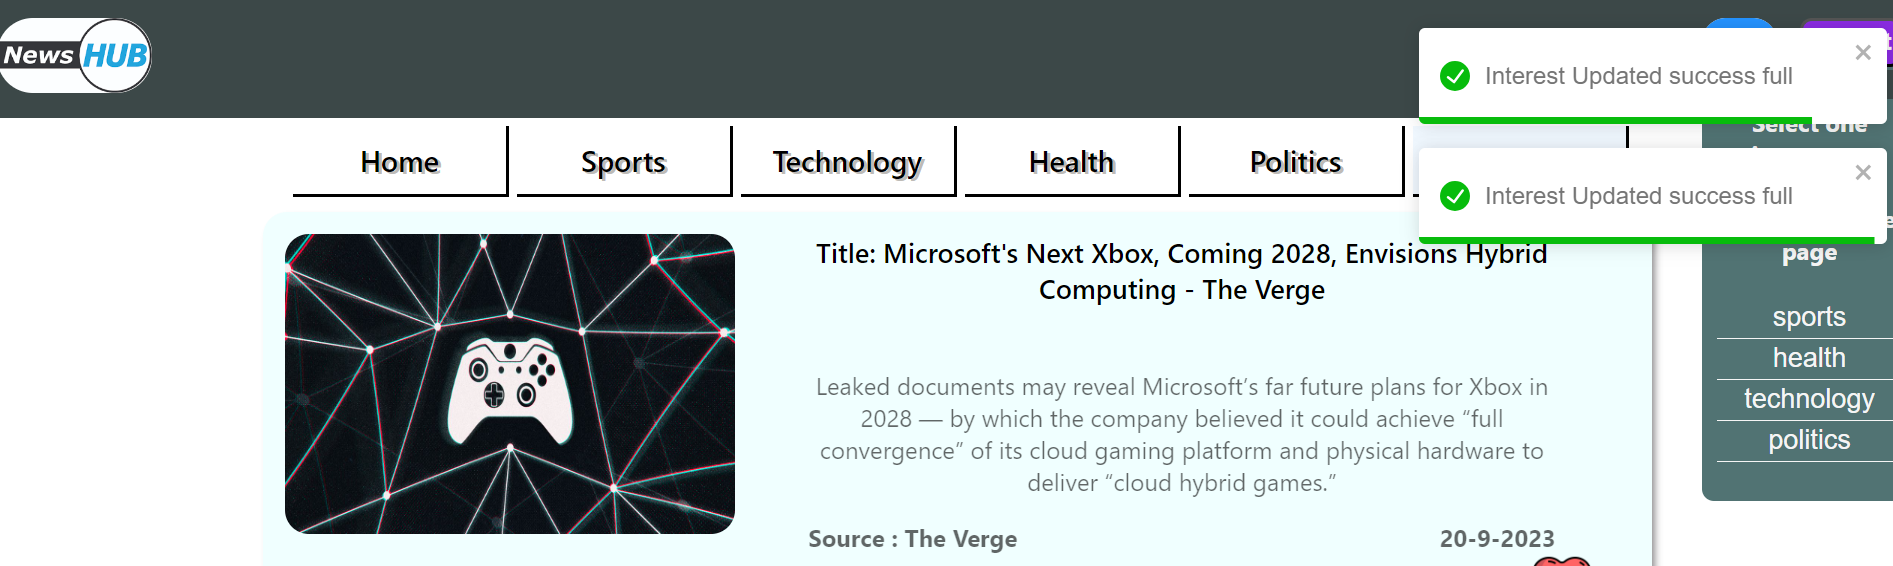 News HUB
Interest Updated success full
Select one
Interest Updated success full
page
Home
Sports
Technology
Health
Politics
sports
health
technology
politics
Title: Microsoft's Next Xbox, Coming 2028, Envisions Hybrid
Computing - The Verge
Leaked documents may reveal Microsoft’s far future plans for Xbox in
2028 — by which the company believed it could achieve “full
convergence” of its cloud gaming platform and physical hardware to
deliver “cloud hybrid games.”
Source : The Verge
20-9-2023